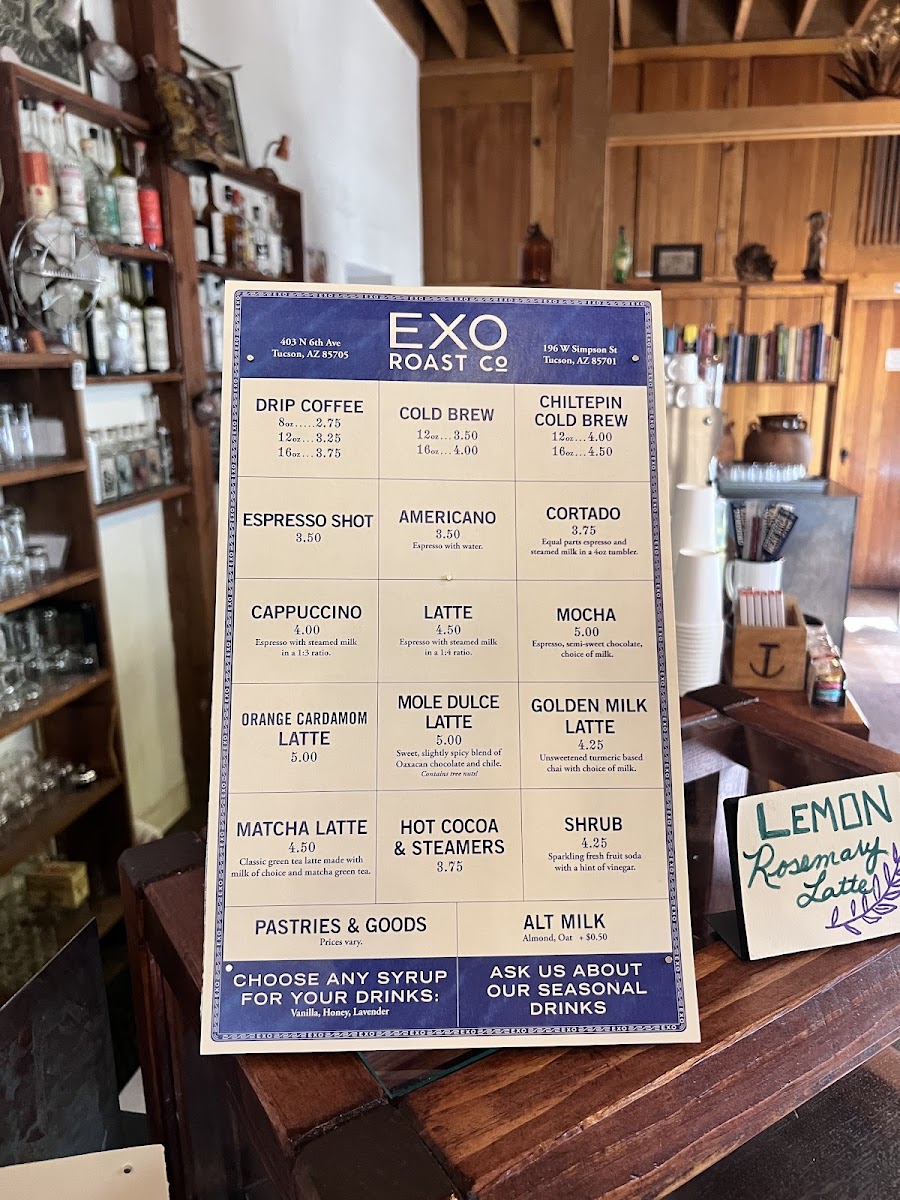 403 N 6th Ave
Tucson, AZ 85705
EXO
ROAST Co
196 W Simpson St
Tucson, AZ 85701
DRIP COFFEE
8oz.....2.75
12oz...3.25
16oz...3.75
COLD BREW
12oz...3.50
16oz...4.00
CHILTEPIN
COLD BREW
12oz...4.00
16oz...4.50
ESPRESSO SHOT
3.50
AMERICANO
3.50
Espresso with water.
CORTADO
3.75
Equal parts espresso and
steamed milk in a 4oz tumbler.
CAPPUCCINO
4.00
Espresso with steamed milk
in a 1:3 ratio.
LATTE
4.50
Espresso with steamed milk
in a 1:4 ratio.
MOCHA
5.00
Espresso, semi-sweet chocolate,
choice of milk.
ORANGE CARDAMOM
LATTE
5.00
MOLE DULCE
LATTE
5.00
Sweet, slightly spicy blend of
Oaxacan chocolate and chile.
Contains tree nuts!
GOLDEN MILK
LATTE
4.25
Unsweetened turmeric based
chai with choice of milk.
MATCHA LATTE
4.50
Classic green tea latte made with
milk of choice and matcha green tea.
HOT COCOA
& STEAMERS
3.75
SHRUB
4.25
Sparkling fresh fruit soda
with a hint of vinegar.
PASTRIES & GOODS
Prices vary.
ALT MILK
Almond, Oat + $0.50
CHOOSE ANY SYRUP
FOR YOUR DRINKS:
Vanilla, Honey, Lavender
ASK US ABOUT
OUR SEASONAL
DRINKS
LEMON
Rosemary
Latte